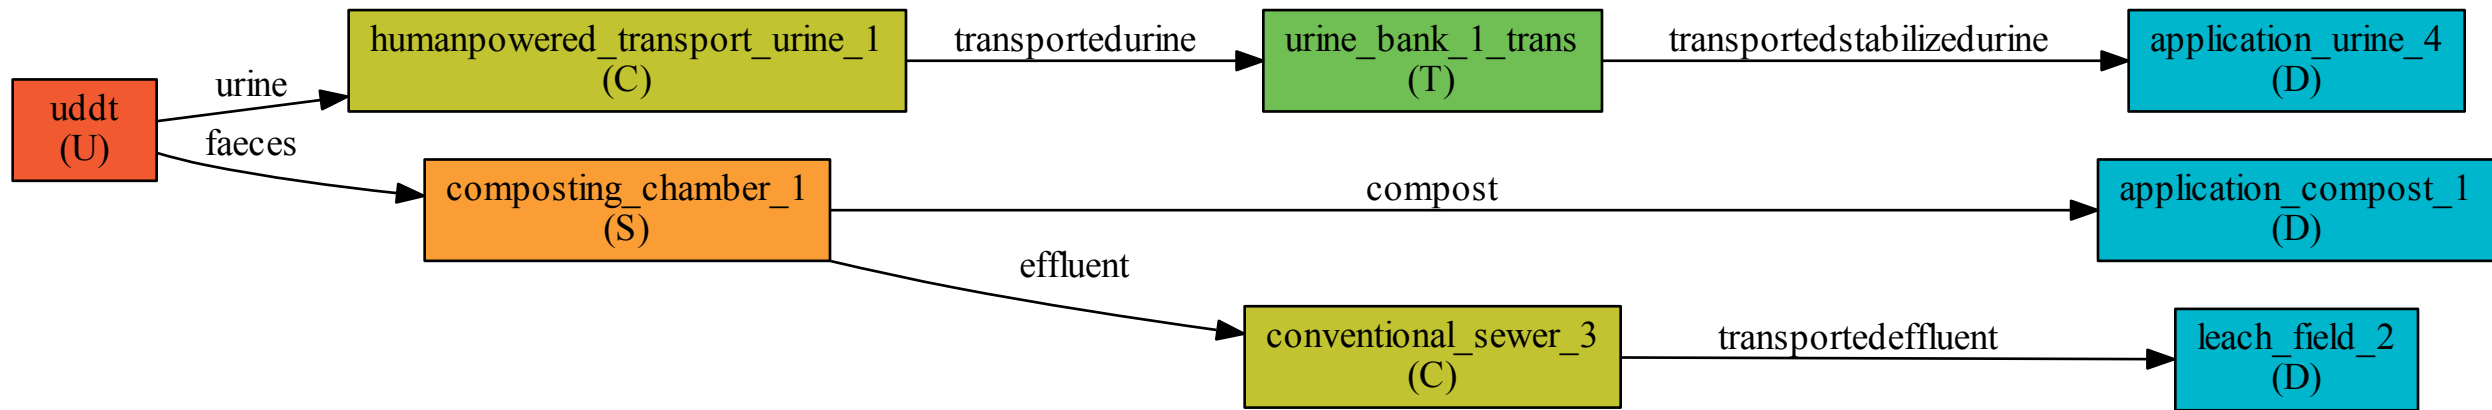 uddt
(U)
urine
faeces
humanpowered_transport_urine_1
(C)
transportedurine
urine_bank_1_trans
(T)
transportedstabilizedurine
application_urine_4
(D)
composting_chamber_1
(S)
compost
application_compost_1
(D)
effluent
conventional_sewer_3
(C)
transportedeffluent
leach_field_2
(D)